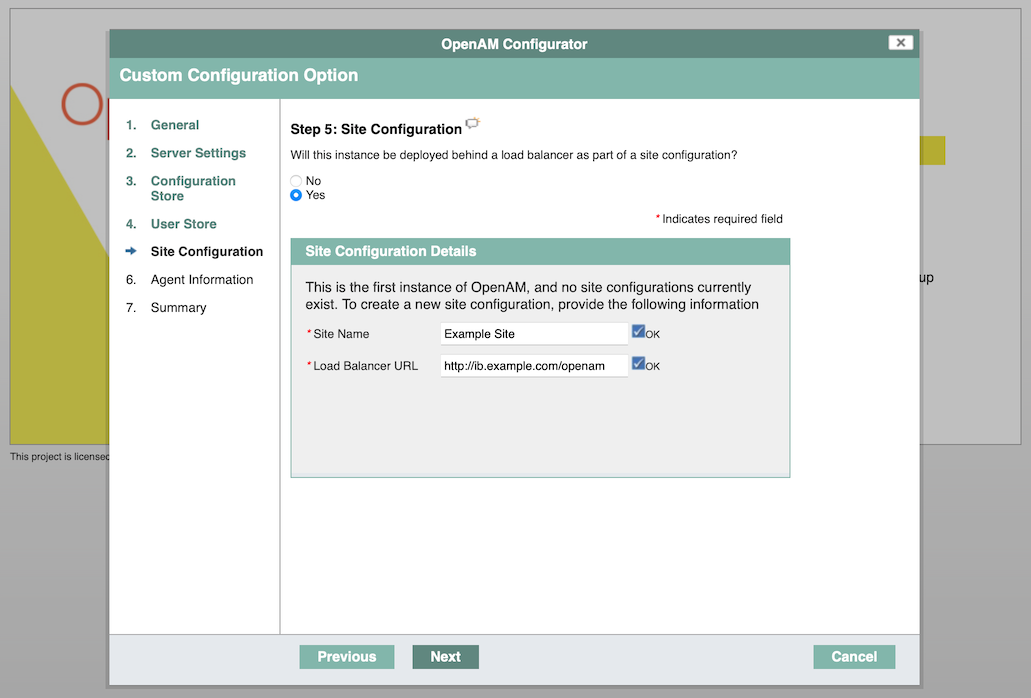 OpenAM Configurator
Custom Configuration Option
1. General
2. Server Settings
3. Configuration
Store
4. User Store
Site Configuration
6. Agent Information
7. Summary
Step 5: Site Configuration
Will this instance be deployed behind a load balancer as part of a site configuration?
No
Yes
* Indicates required field
Site Configuration Details
This is the first instance of OpenAM, and no site configurations currently
exist. To create a new site configuration, provide the following information
* Site Name Example Site OK
* Load Balancer URL http://ib.example.com/openam OK
up
This project is licensed
Previous Next Cancel